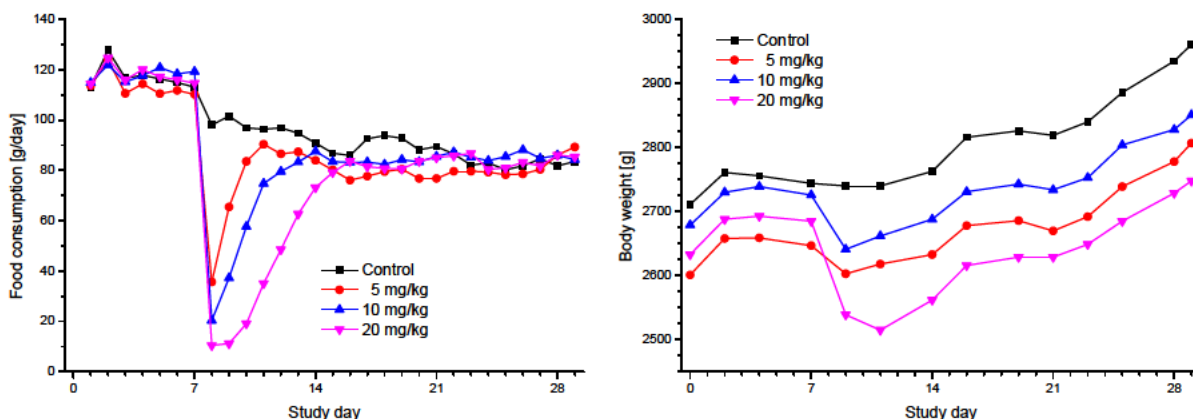 140
120
100
80
60
40
20
0
Food consumption [g/day]
Control
5 mg/kg
10 mg/kg
20 mg/kg
0 7 14 21 28
Study day
3000
2900
2800
2700
2600
2500
Body weight [g]
Control
5 mg/kg
10 mg/kg
20 mg/kg
0 7 14 21 28
Study day